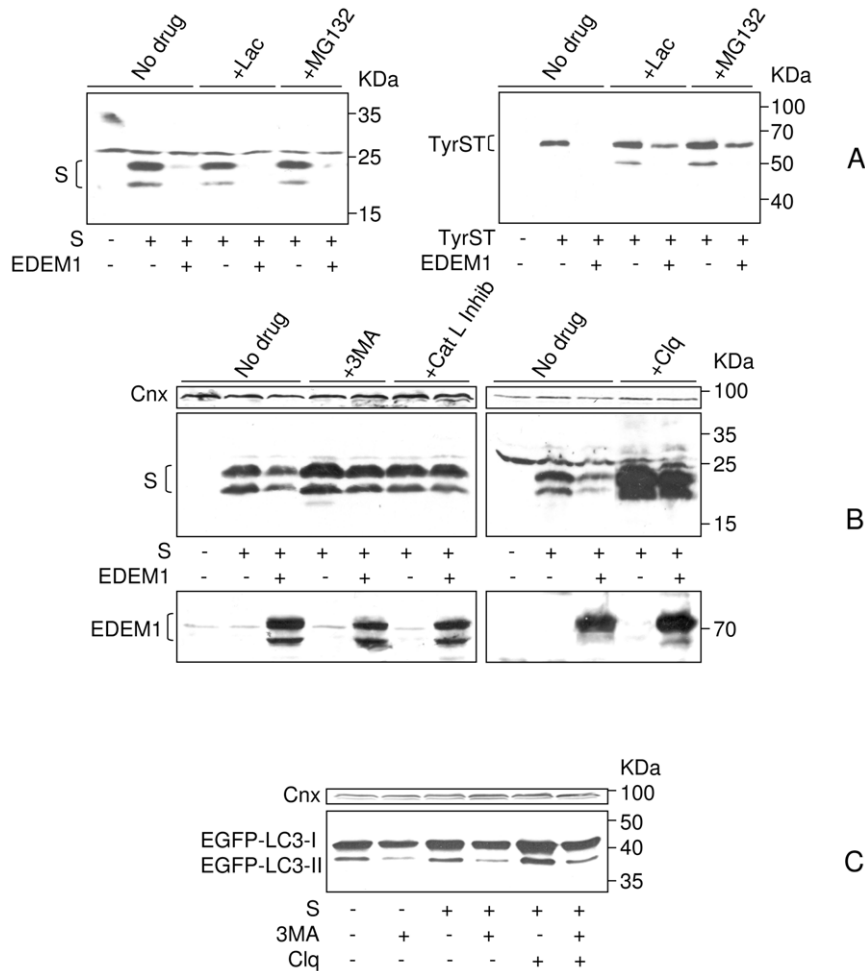 No drug +Lac +MG132
KDa
35
25
15
S
S - + + + + + +
EDEM1 - - + - + - +
No drug +Lac +MG132
KDa
100
70
50
40
TyrST
TyrST - + + + + + +
EDEM1 - - + - + - +
A
No drug +3MA +Cat L Inhib No drug +Clq
KDa
Cnx
100
35
25
15
S
S - + + + + + + - + + + +
EDEM1 - - + - + - + - - + - +
EDEM1
70
B
KDa
Cnx
100
50
EGFP-LC3-I
40
EGFP-LC3-II
35
S - - + + + +
3MA - + - + - +
Clq - - - - + +
C